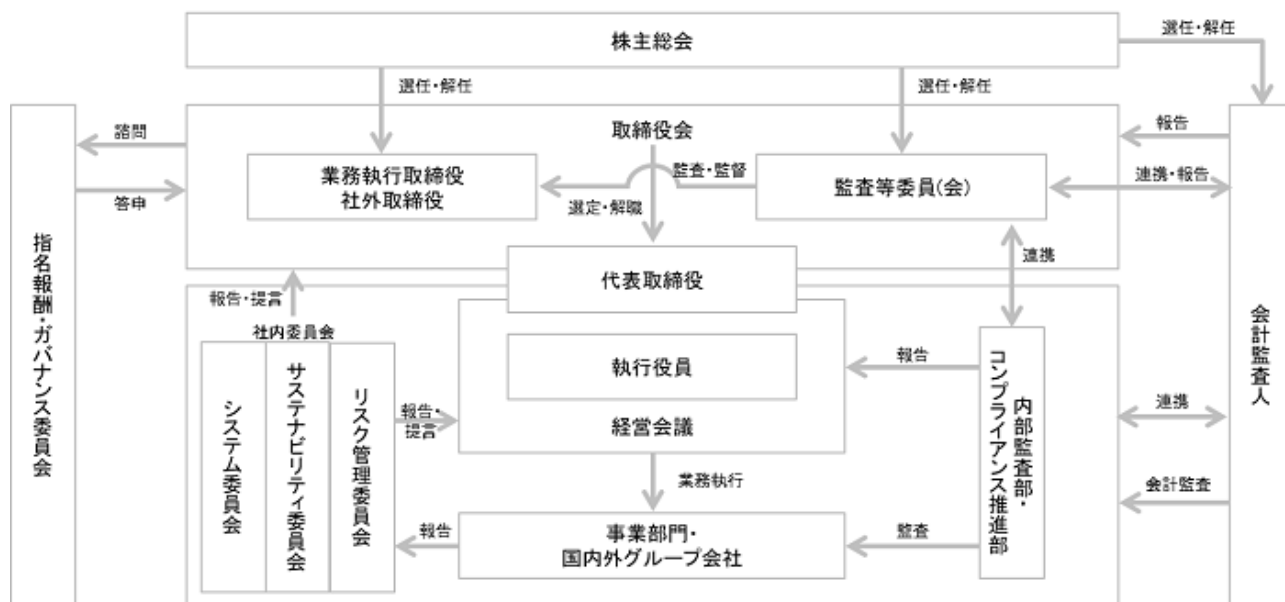 株主総会
選任・解任
選任・解任
選任・解任
取締役会
諮問
答申
報告
業務執行取締役
社外取締役
監査・監督
監査等委員(会)
連携・報告
選定・解職
指名報酬・ガバナンス委員会
代表取締役
連携
会計監査人
報告・提言
社内委員会
システム委員会
サステナビリティ委員会
リスク管理委員会
執行役員
報告
内部監査部・
コンプライアンス推進部
報告・
提言
経営会議
連携
業務執行
会計監査
報告
事業部門・
国内外グループ会社
監査